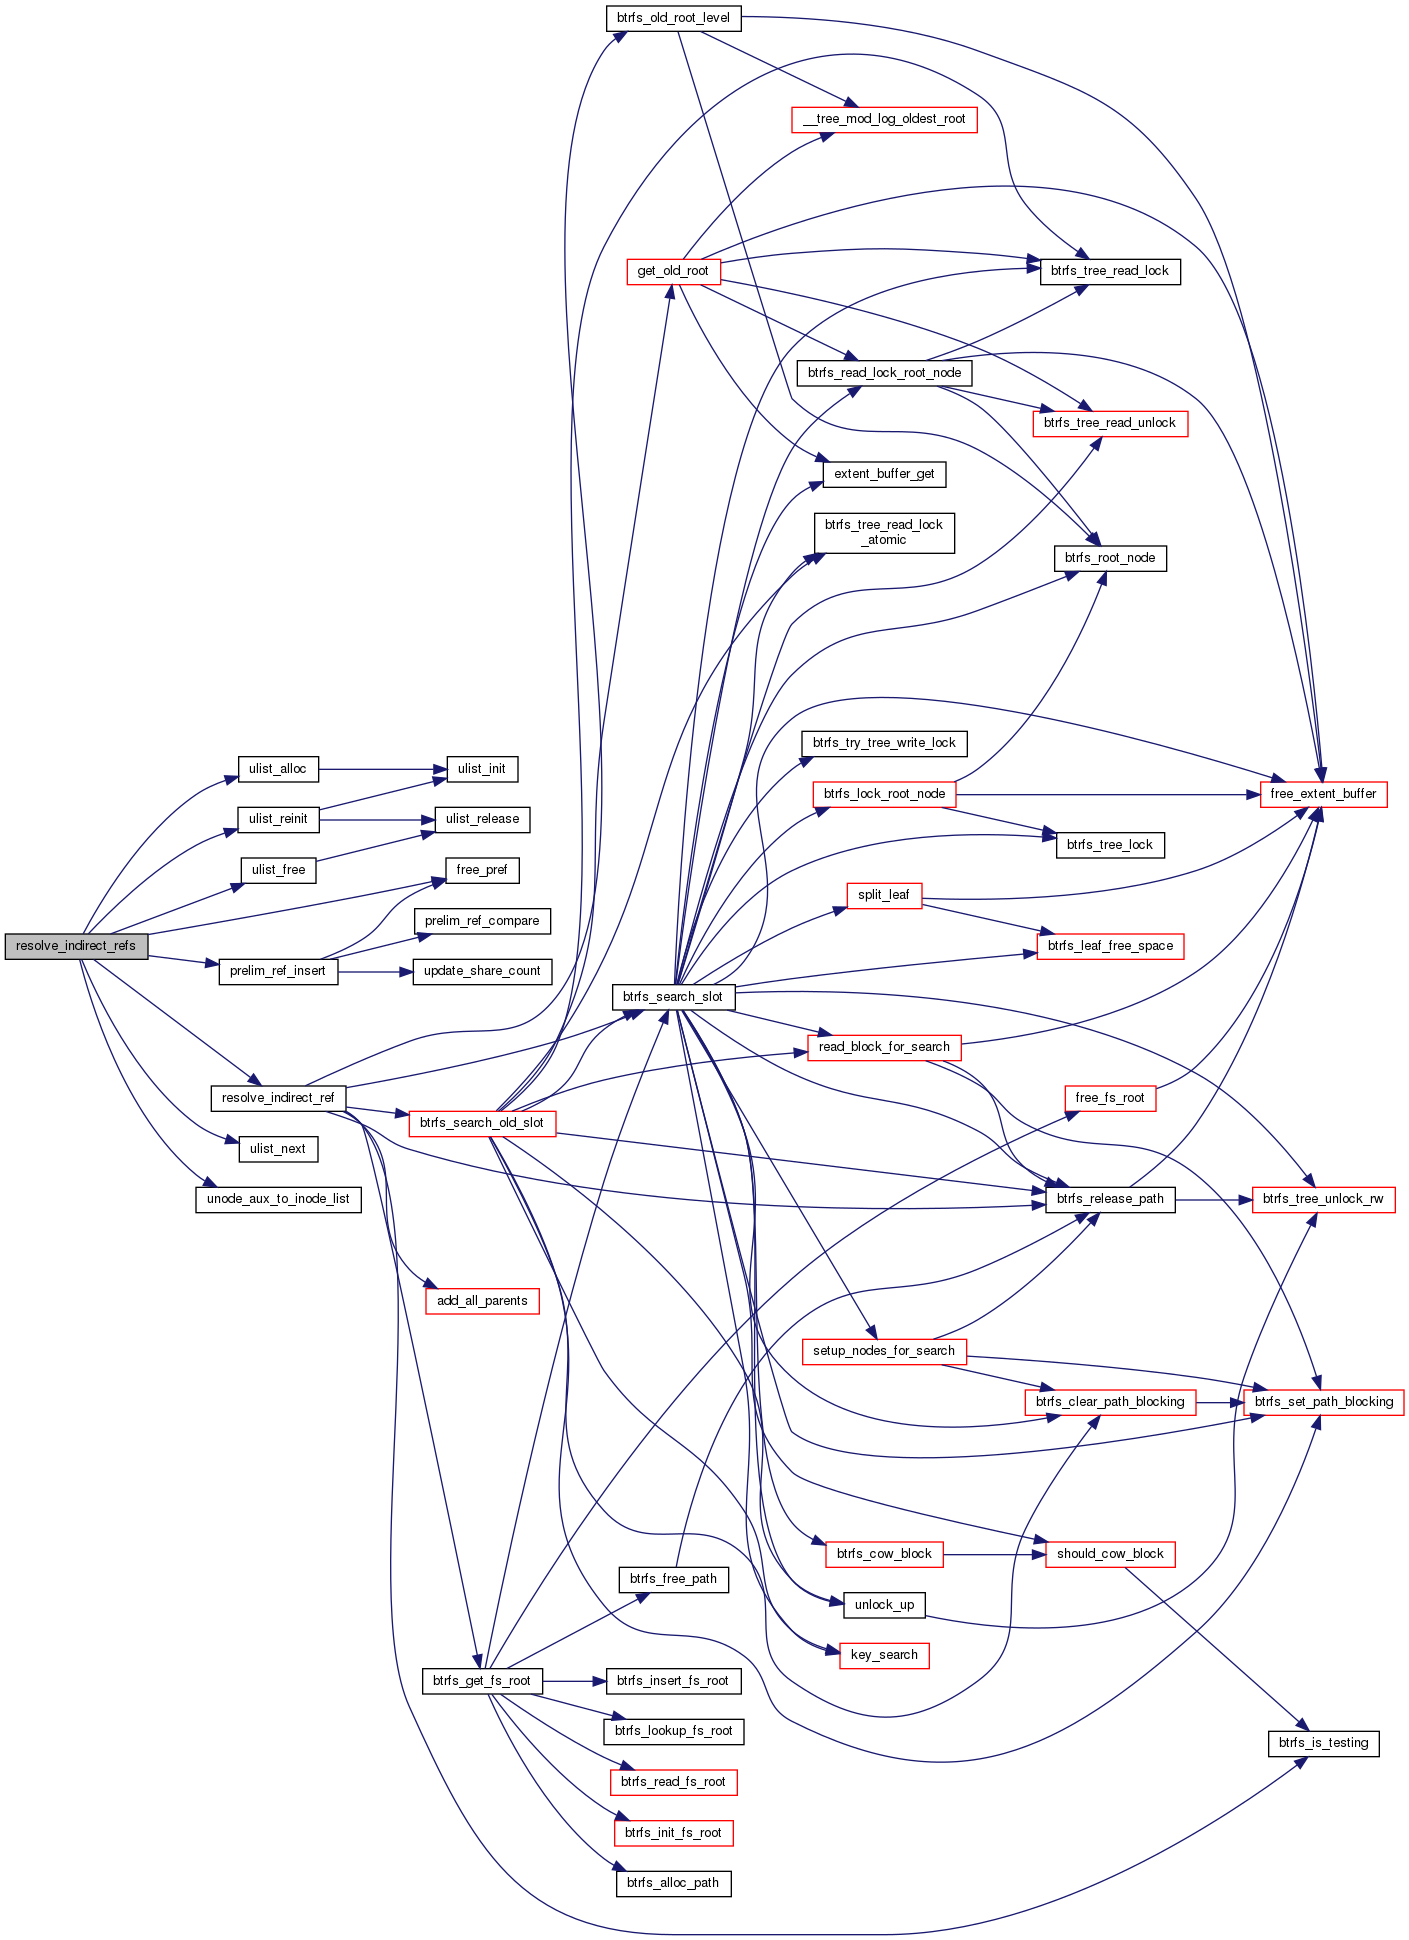 btrfs_old_root_level
__tree_mod_log_oldest_root
get_old_root
btrfs_tree_read_lock
btrfs_read_lock_root_node
btrfs_tree_read_unlock
extent_buffer_get
btrfs_tree_read_lock
_atomic
btrfs_root_node
btrfs_try_tree_write_lock
ulist_alloc
ulist_init
btrfs_lock_root_node
free_extent_buffer
ulist_reinit
ulist_release
btrfs_tree_lock
ulist_free
free_pref
split_leaf
prelim_ref_compare
resolve_indirect_refs
btrfs_leaf_free_space
prelim_ref_insert
update_share_count
btrfs_search_slot
read_block_for_search
resolve_indirect_ref
free_fs_root
btrfs_search_old_slot
ulist_next
unode_aux_to_inode_list
btrfs_release_path
btrfs_tree_unlock_rw
add_all_parents
setup_nodes_for_search
btrfs_clear_path_blocking
btrfs_set_path_blocking
btrfs_cow_block
should_cow_block
btrfs_free_path
unlock_up
key_search
btrfs_get_fs_root
btrfs_insert_fs_root
btrfs_lookup_fs_root
btrfs_is_testing
btrfs_read_fs_root
btrfs_init_fs_root
btrfs_alloc_path